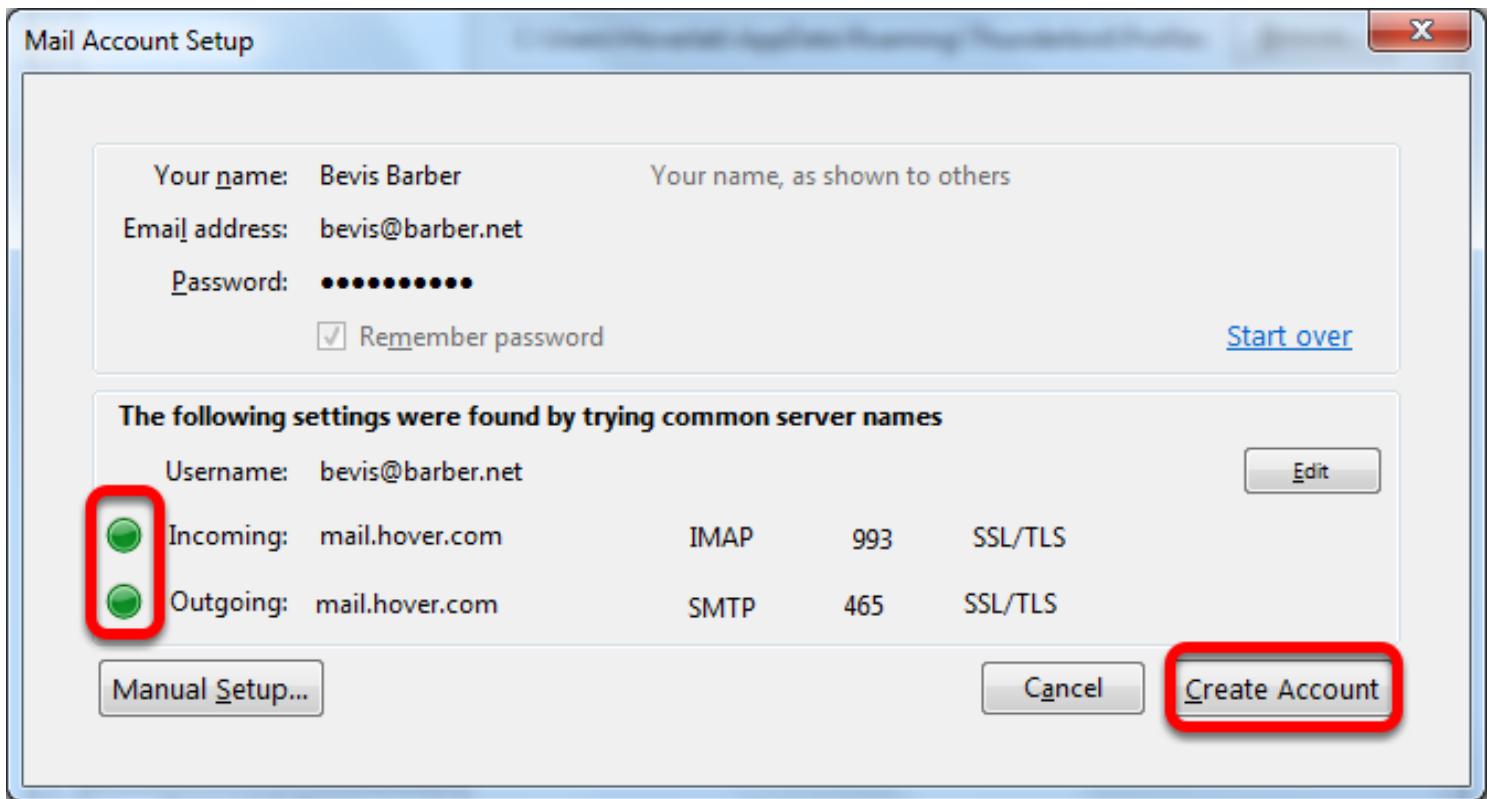 Mail Account Setup
Your name: Bevis Barber Your name, as shown to others
Email address: bevis@barber.net
Password: ••••••••••
Remember password Start over
The following settings were found by trying common server names
Username: bevis@barber.net Edit
Incoming: mail.hover.com IMAP 993 SSL/TLS
Outgoing: mail.hover.com SMTP 465 SSL/TLS
Manual Setup... Cancel Create Account